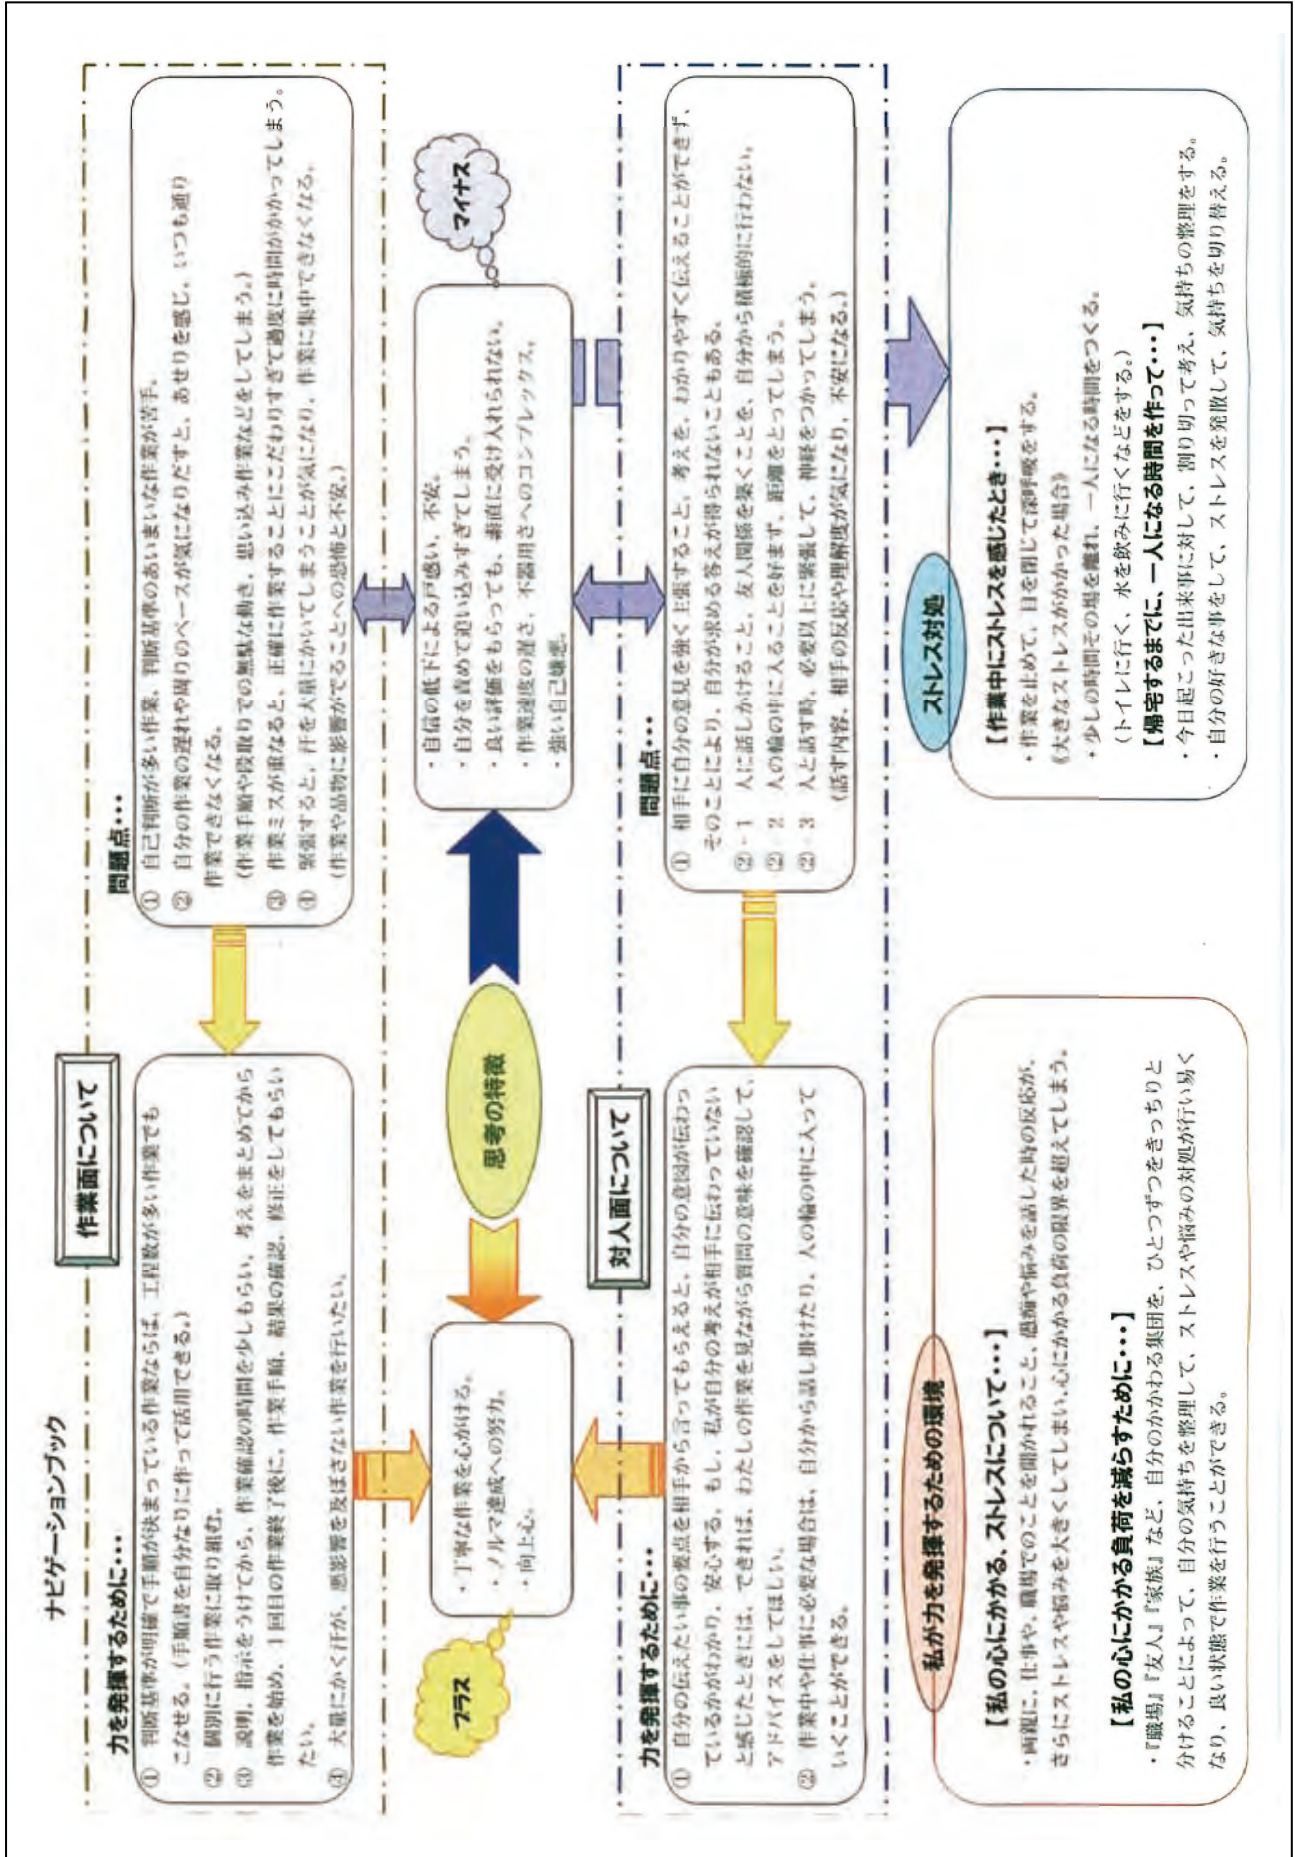 ナビゲーションブック
作業面について
力を発揮するために・・・
① 判断基準が明確で手順が決まっている作業ならば、工程数が多い作業でも
こなせる。(手順書を自分なりに作って活用できる。)
② 個別に行う作業に取り組む。
③ 説明、指示をうけてから、作業確認の時間を少しもらい、考えをまとめてから
作業を始め、1回目の作業終了後に、作業手順、結果の確認、修正をしてもらい
たい。
④ 大量にかく汗が、悪影響を及ぼさない作業を行いたい。
問題点・・・
① 自己判断が多い作業、判断基準のあいまいな作業が苦手。
② 自分の作業の遅れや周りのペースが気になりだすと、あせりを感じ、いつも通り
作業できなくなる。
(作業手順や段取りでの無駄な動き、思い込み作業などをしてしまう。)
③ 作業ミスが重なると、正確に作業することにこだわりすぎて過度に時間がかかってしまう。
④ 緊張すると、汗を大量にかいてしまうことが気になり、作業に集中できなくなる。
(作業や品物に影響がでることへの恐怖と不安。)
プラス
・丁寧な作業を心がける。
・ノルマ達成への努力。
・向上心。
思考の特徴
・自信の低下による戸惑い、不安。
・自分を責めて追い込みすぎてしまう。
・良い評価をもらっても、素直に受け入れられない。
・作業速度の遅さ、不器用さへのコンプレックス。
・強い自己嫌悪。
マイナス
対人面について
力を発揮するために・・・
① 自分の伝えたい事の要点を相手から言ってもらえると、自分の意図が伝わっ
ているかがわかり、安心する。もし、私が自分の考えが相手に伝わっていない
と感じたときには、できれば、わたしの作業を見ながら質問の意味を確認して、
アドバイスをしてほしい。
② 作業中や仕事に必要な場合は、自分から話し掛けたり、人の輪の中に入って
いくことができる。
問題点・・・
① 相手に自分の意見を強く主張すること、考えを、わかりやすく伝えることができず、
そのことにより、自分が求める答えが得られないこともある。
②-1 人に話しかけること、友人関係を築くことを、自分から積極的に行わない。
②-2 人の輪の中に入ることを好まず、距離をとってしまう。
②-3 人と話す時、必要以上に緊張して、神経をつかってしまう。
(話す内容、相手の反応や理解度が気になり、不安になる。)
私が力を発揮するための環境
【私の心にかかる、ストレスについて・・・】
・両親に、仕事や、職場でのことを聞かれること、愚痴や悩みを話した時の反応が、
さらにストレスや悩みを大きくしてしまい、心にかかる負荷の限界を超えてしまう。
【私の心にかかる負荷を減らすために・・・】
・『職場』『友人』『家族』など、自分のかかわる集団を、ひとつずつをきっちりと
分けることによって、自分の気持ちを整理して、ストレスや悩みの対処が行い易く
なり、良い状態で作業を行うことができる。
ストレス対処
【作業中にストレスを感じたとき・・・】
・作業を止めて、目を閉じて深呼吸をする。
《大きなストレスがかかった場合》
・少しの時間その場を離れ、一人になる時間をつくる。
(トイレに行く、水を飲みに行くなどをする。)
【帰宅するまでに、一人になる時間を作って・・・】
・今日起こった出来事に対して、割り切って考え、気持ちの整理をする。
・自分の好きな事をして、ストレスを発散して、気持ちを切り替える。